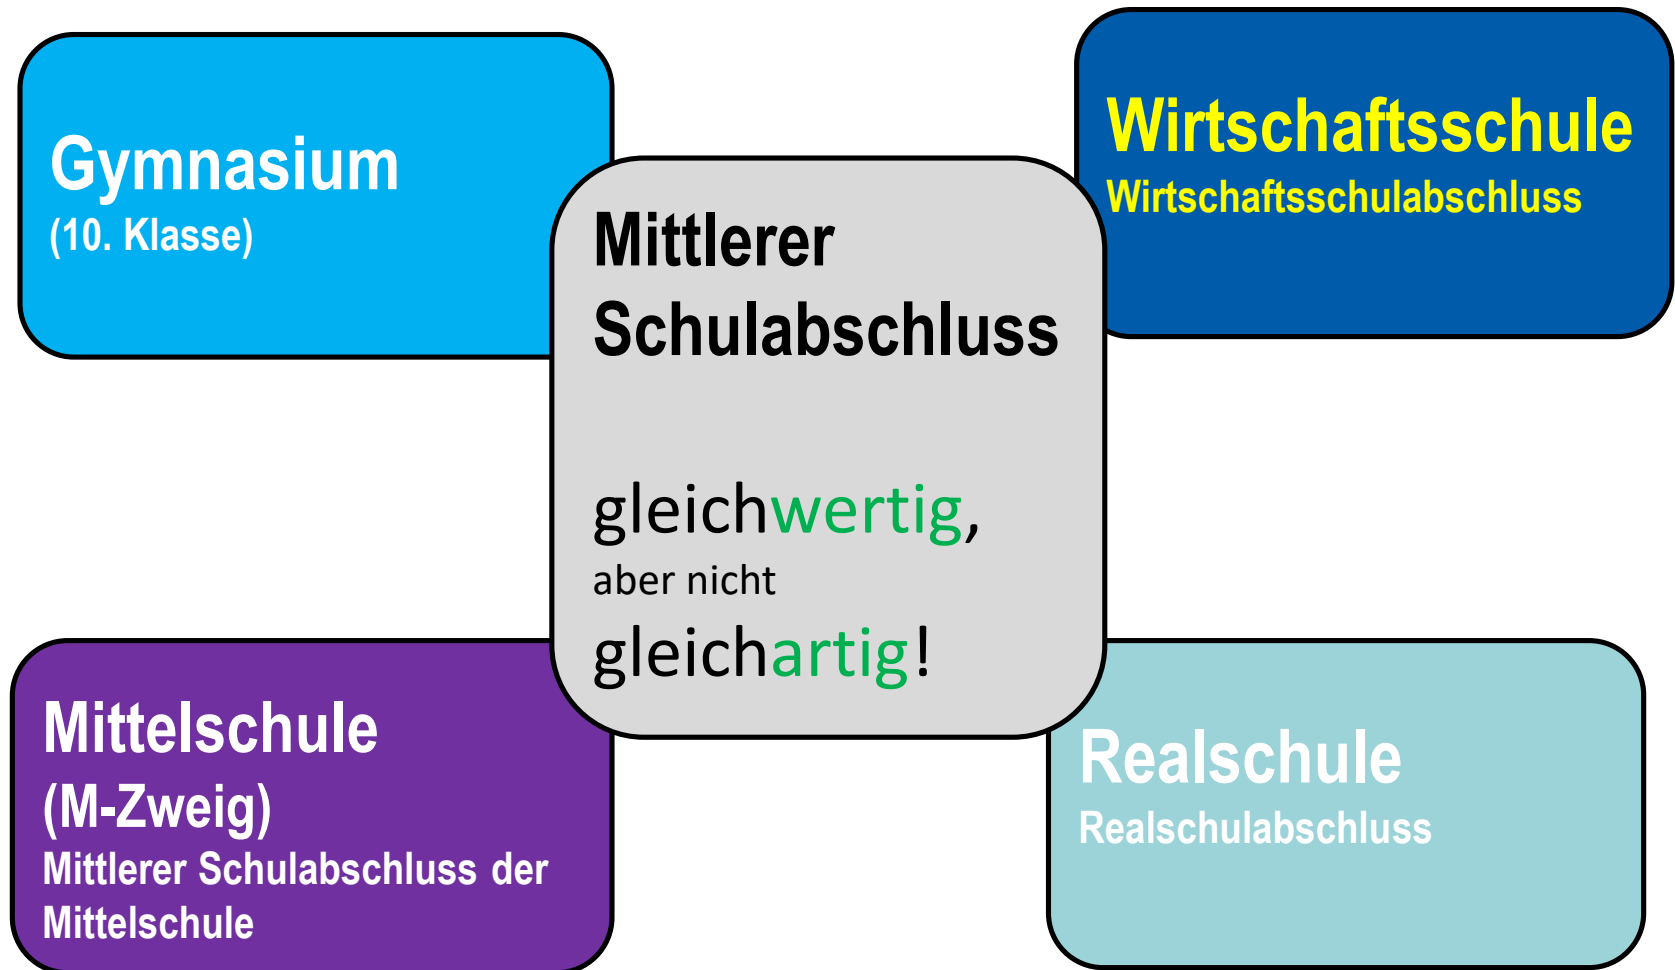 Gymnasium
(10. Klasse)
Wirtschaftsschule
Wirtschaftsschulabschluss
Mittlerer
Schulabschluss
gleichwertig,
aber nicht
gleichartig!
Mittelschule
(M-Zweig)
Mittlerer Schulabschluss der
Mittelschule
Realschule
Realschulabschluss